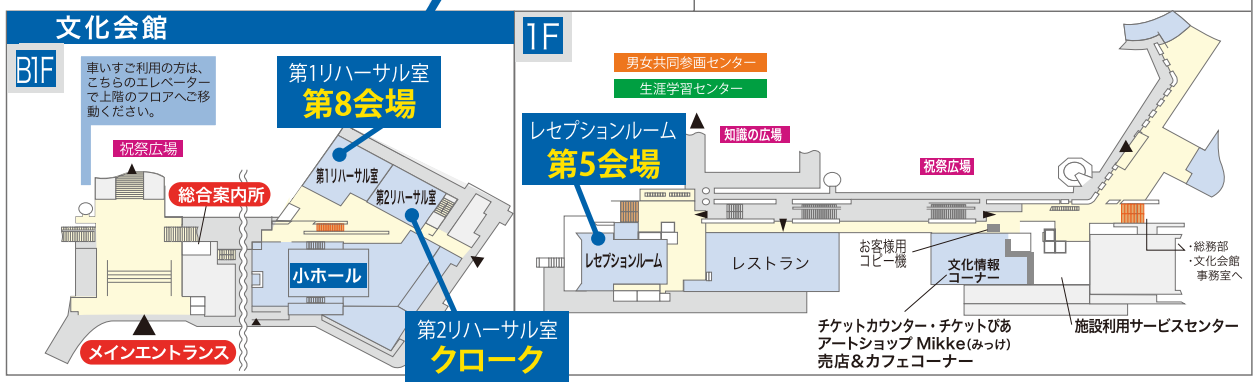 文化会館
B1F
車いすご利用の方は、
こちらのエレベーター
で上階のフロアへご移
動ください。
第1リハーサル室
第8会場
祝祭広場
総合案内所
第1リハーサル室
第2リハーサル室
小ホール
メインエントランス
第2リハーサル室
クローク
1F
男女共同参画センター
生涯学習センター
レセプションルーム
第5会場
知識の広場
祝祭広場
レセプションルーム
レストラン
お客様用
コピー機
文化情報
コーナー
・総務部
・文化会館
事務室へ
チケットカウンター・チケットぴあ
アートショップ Mikke(みっけ)
売店&カフェコーナー
施設利用サービスセンター